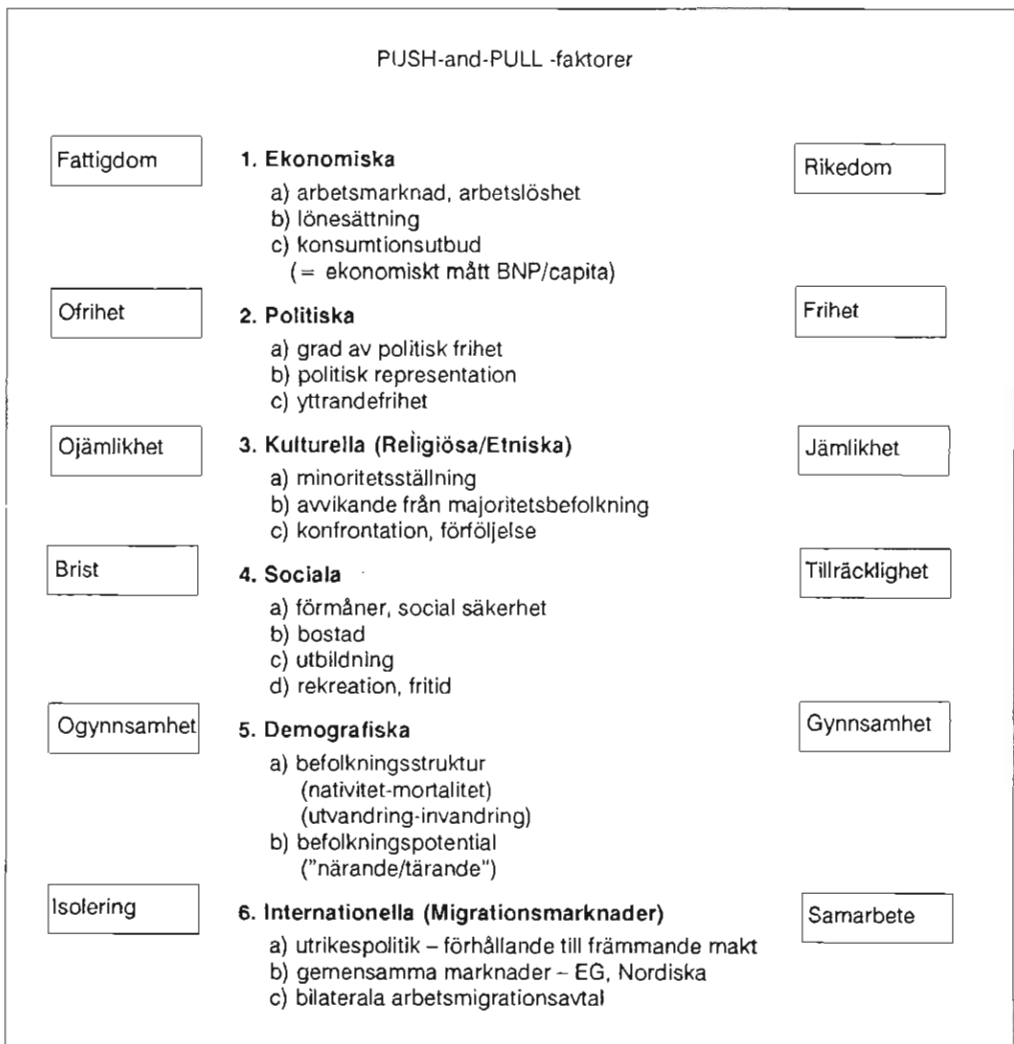 PUSH-and-PULL -faktorer
Fattigdom
1. Ekonomiska
Rikedom
a) arbetsmarknad, arbetslöshet
b) lönesättning
c) konsumtionsutbud
(= ekonomiskt mått BNP/capita)
Ofrihet
2. Politiska
Frihet
a) grad av politisk frihet
b) politisk representation
c) yttrandefrihet
Ojämlikhet
3. Kulturella (Religiösa/Etniska)
Jämlikhet
a) minoritetsställning
b) avvikande från majoritetsbefolkning
c) konfrontation, förföljelse
Brist
4. Sociala
Tillräcklighet
a) förmåner, social säkerhet
b) bostad
c) utbildning
d) rekreation, fritid
Ogynnsamhet
5. Demografiska
Gynnsamhet
a) befolkningsstruktur
(nativitet-mortalitet)
(utvandring-invandring)
b) befolkningspotential
("närande/tärande")
Isolering
6. Internationella (Migrationsmarknader)
Samarbete
a) utrikespolitik – förhållande till främmande makt
b) gemensamma marknader – EG, Nordiska
c) bilaterala arbetsmigrationsavtal